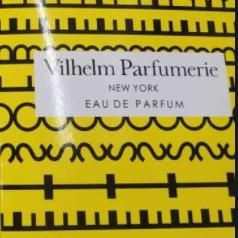 Vilhelm Parfumerie
NEW YORK
EAU DE PARFUM